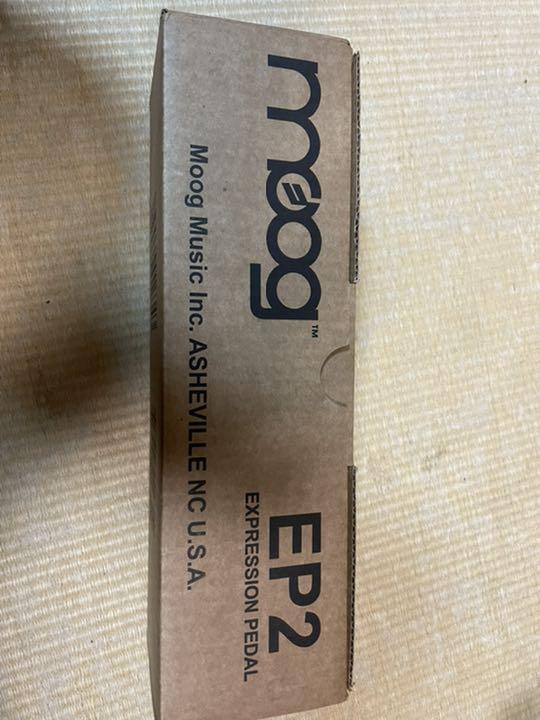 moog™
EP2
EXPRESSION PEDAL
Moog Music Inc. ASHEVILLE NC U.S.A.